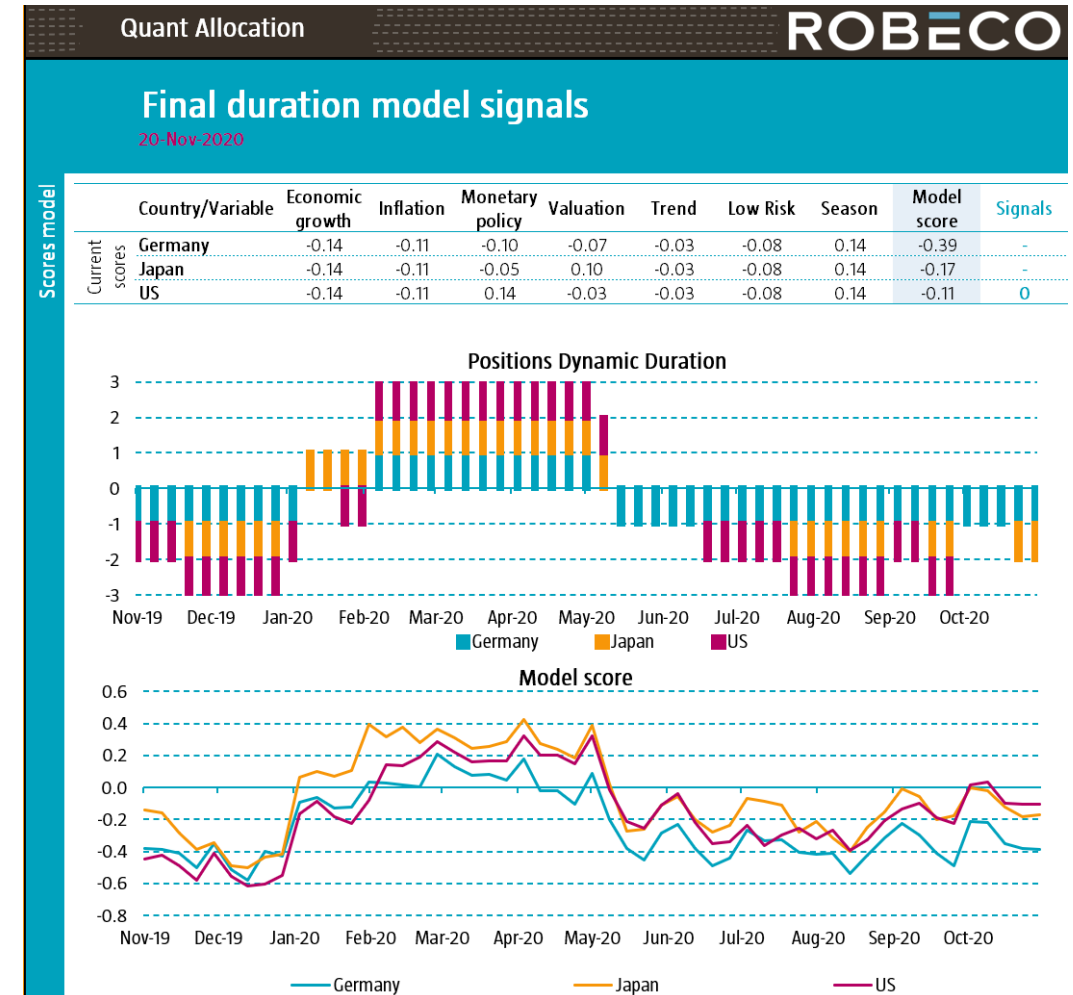 Quant Allocation
ROBECO
Final duration model signals
20-Nov-2020
Scores model
Country/Variable Economic growth Inflation Monetary policy Valuation Trend Low Risk Season Model score Signals
Current scores
Germany -0.14 -0.11 -0.10 -0.07 -0.03 -0.08 0.14 -0.39 -
Japan -0.14 -0.11 -0.05 0.10 -0.03 -0.08 0.14 -0.17 -
US -0.14 -0.11 0.14 -0.03 -0.03 -0.08 0.14 -0.11 0
Positions Dynamic Duration
3
2
1
0
-1
-2
-3
Nov-19 Dec-19 Jan-20 Feb-20 Mar-20 Apr-20 May-20 Jun-20 Jul-20 Aug-20 Sep-20 Oct-20
Germany Japan US
Model score
0.6
0.4
0.2
0.0
-0.2
-0.4
-0.6
-0.8
Nov-19 Dec-19 Jan-20 Feb-20 Mar-20 Apr-20 May-20 Jun-20 Jul-20 Aug-20 Sep-20 Oct-20
Germany Japan US